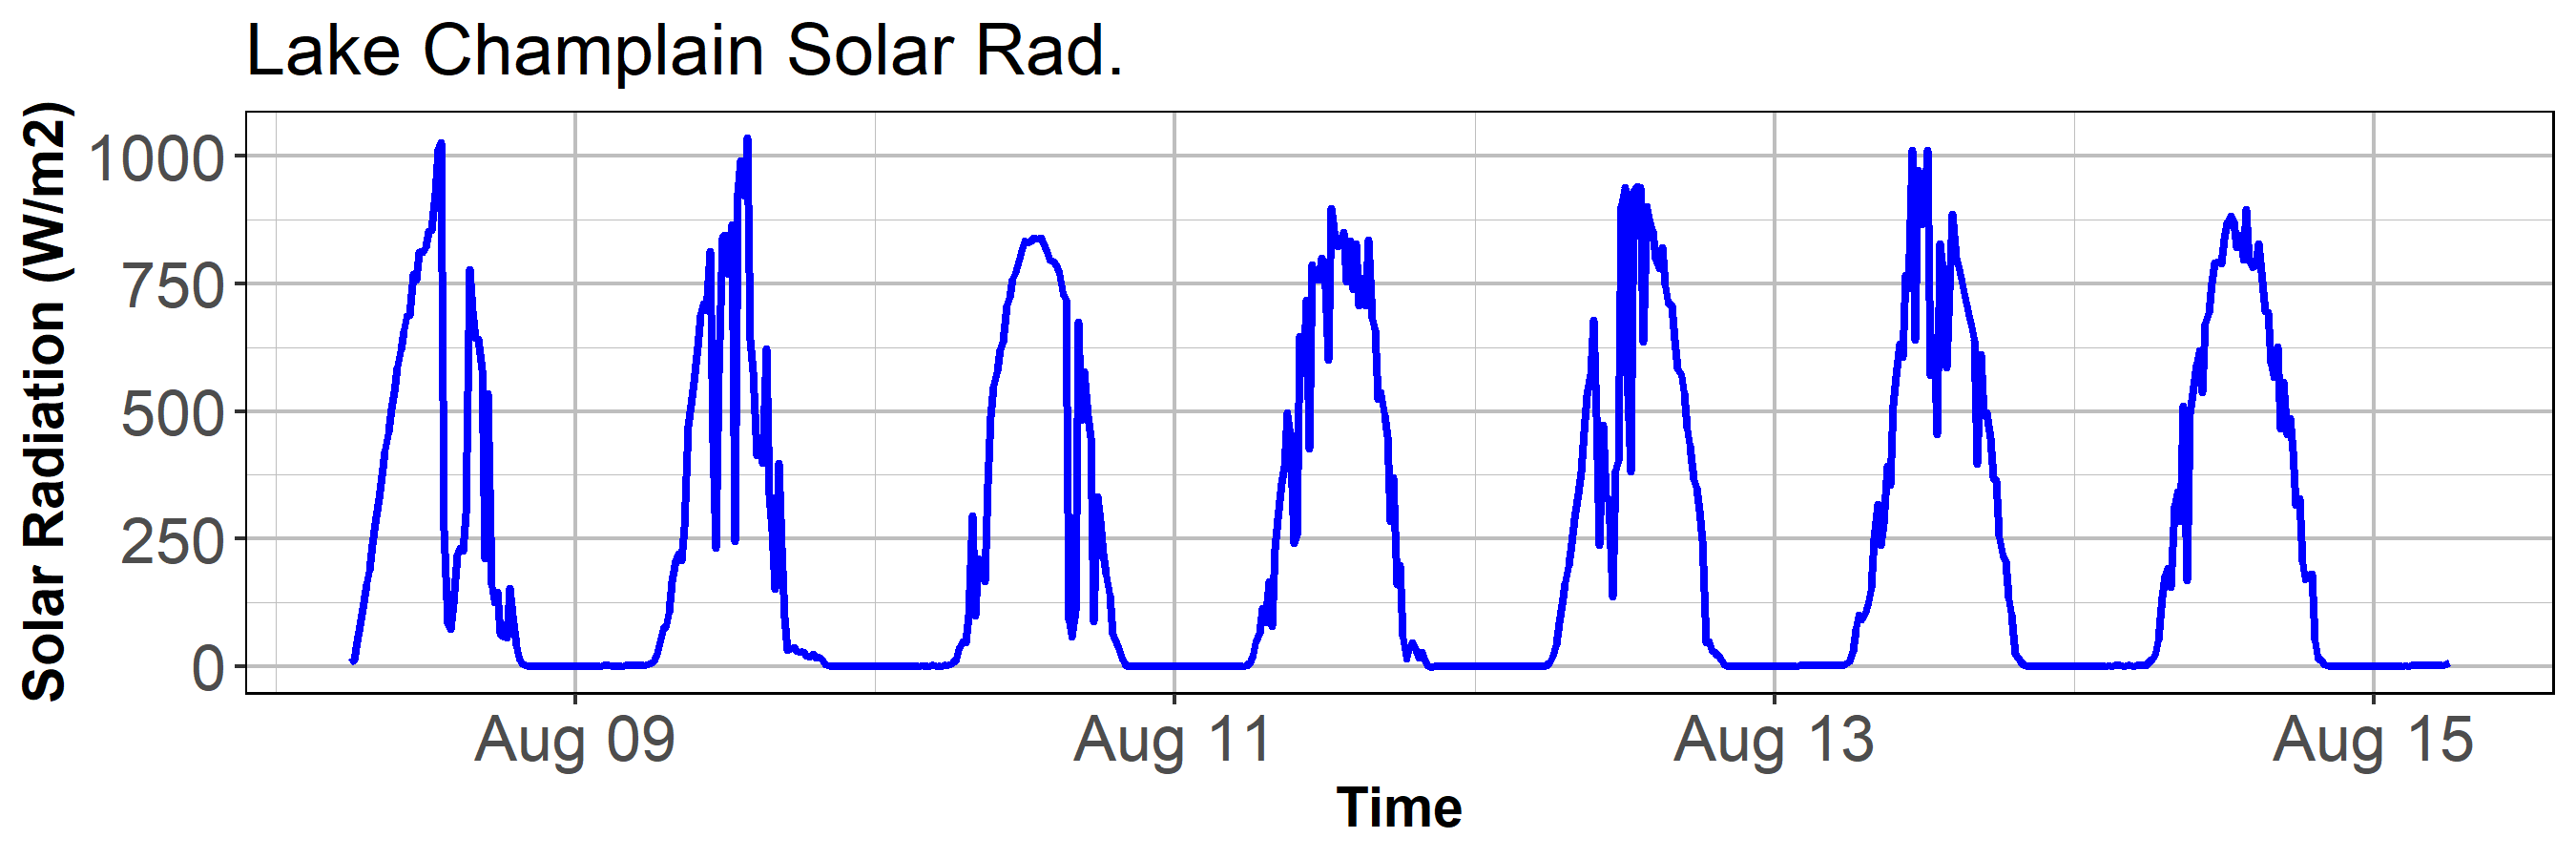 Lake Champlain Solar Rad.
Solar Radiation (W/m2)
1000
750
500
250
0
Aug 09
Aug 11
Aug 13
Aug 15
Time